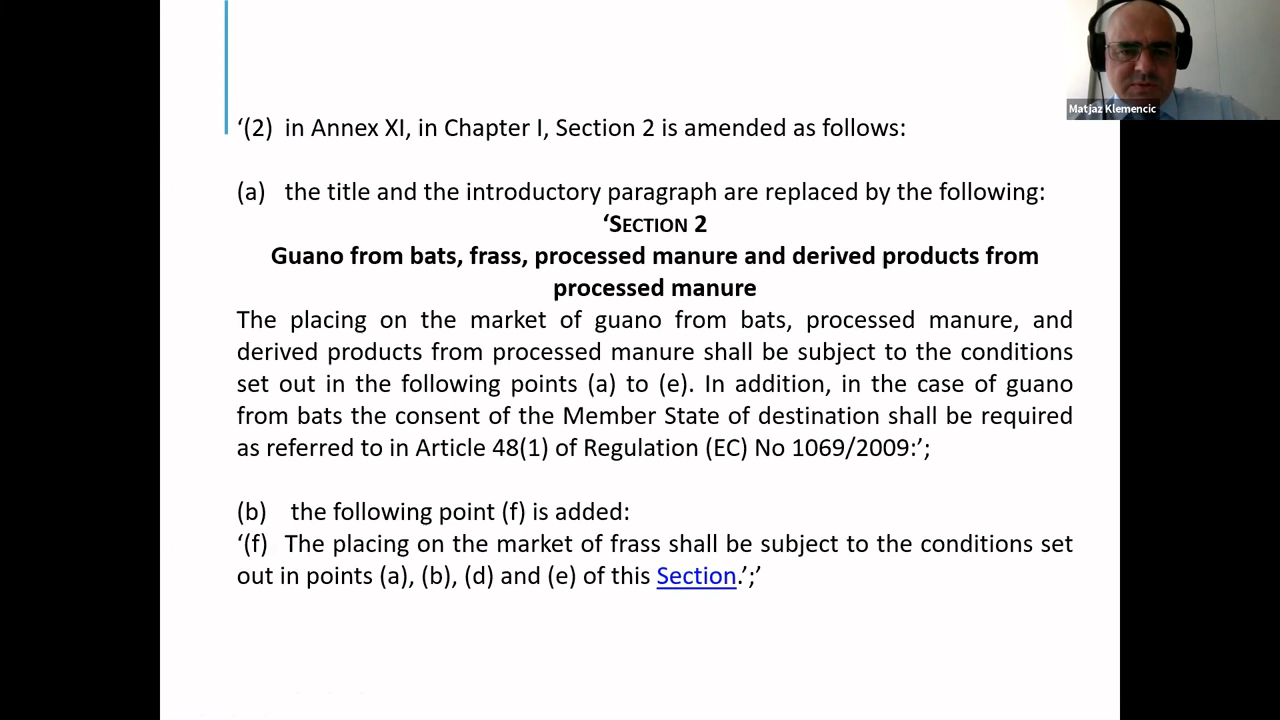 Matjaz Klemencic
‘(2) in Annex XI, in Chapter I, Section 2 is amended as follows:
(a) the title and the introductory paragraph are replaced by the following:
‘SECTION 2
Guano from bats, frass, processed manure and derived products from
processed manure
The placing on the market of guano from bats, processed manure, and
derived products from processed manure shall be subject to the conditions
set out in the following points (a) to (e). In addition, in the case of guano
from bats the consent of the Member State of destination shall be required
as referred to in Article 48(1) of Regulation (EC) No 1069/2009:’;
(b) the following point (f) is added:
‘(f) The placing on the market of frass shall be subject to the conditions set
out in points (a), (b), (d) and (e) of this Section.’;’